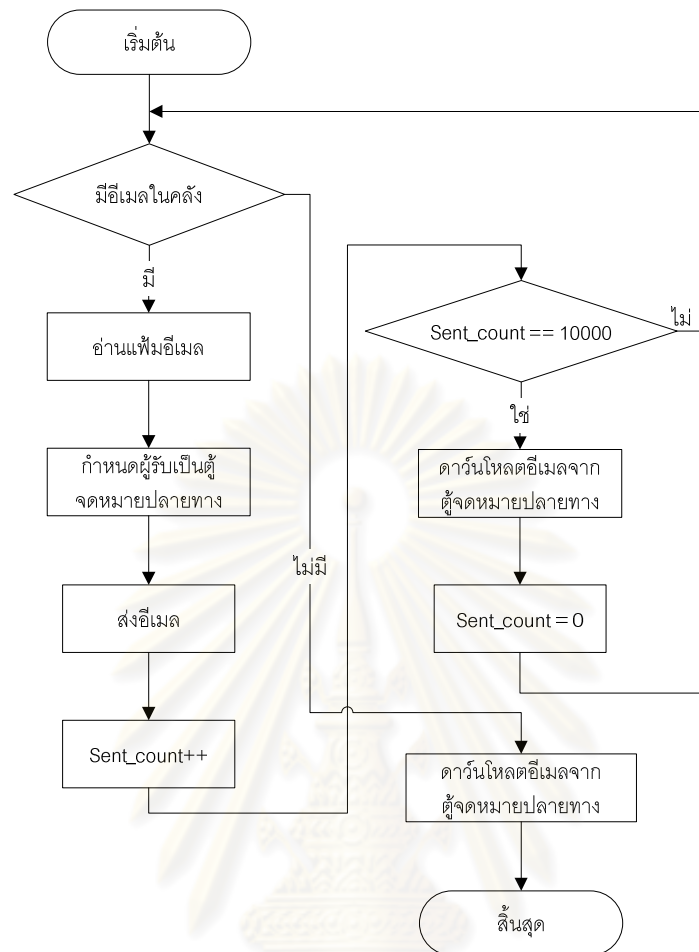 เริ่มต้น
มีอีเมลในคลัง
มี
อ่านแฟ้มอีเมล
กำหนดผู้รับเป็นตู้
จดหมายปลายทาง
ส่งอีเมล
Sent_count++
ไม่มี
Sent_count == 10000
ไม่
ใช่
ดาว์นโหลตอีเมลจาก
ตู้จดหมายปลายทาง
Sent_count = 0
ดาว์นโหลตอีเมลจาก
ตู้จดหมายปลายทาง
สิ้นสุด